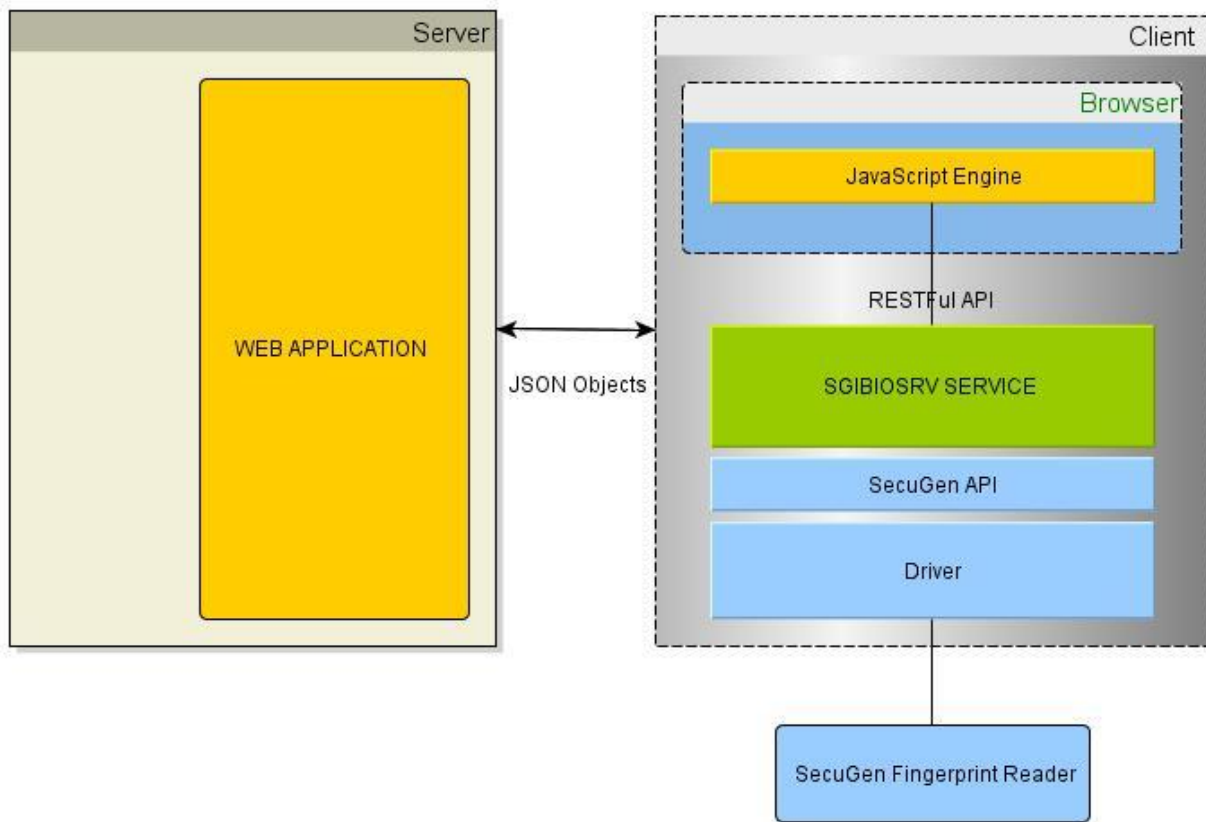 Server
WEB APPLICATION
JSON Objects
Client
Browser
JavaScript Engine
RESTFul API
SGIBIOSRV SERVICE
SecuGen API
Driver
SecuGen Fingerprint Reader